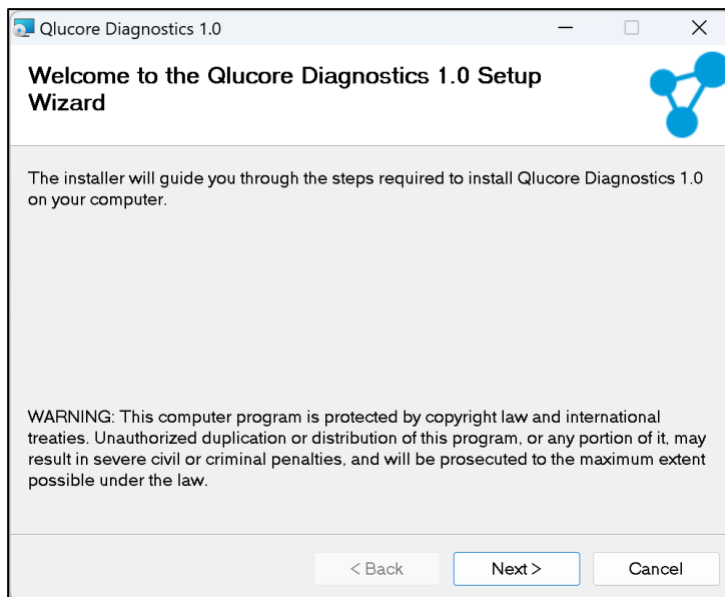 Qlucore Diagnostics 1.0
Welcome to the Qlucore Diagnostics 1.0 Setup
Wizard
The installer will guide you through the steps required to install Qlucore Diagnostics 1.0
on your computer.
WARNING: This computer program is protected by copyright law and international
treaties. Unauthorized duplication or distribution of this program, or any portion of it, may
result in severe civil or criminal penalties, and will be prosecuted to the maximum extent
possible under the law.
< Back Next > Cancel